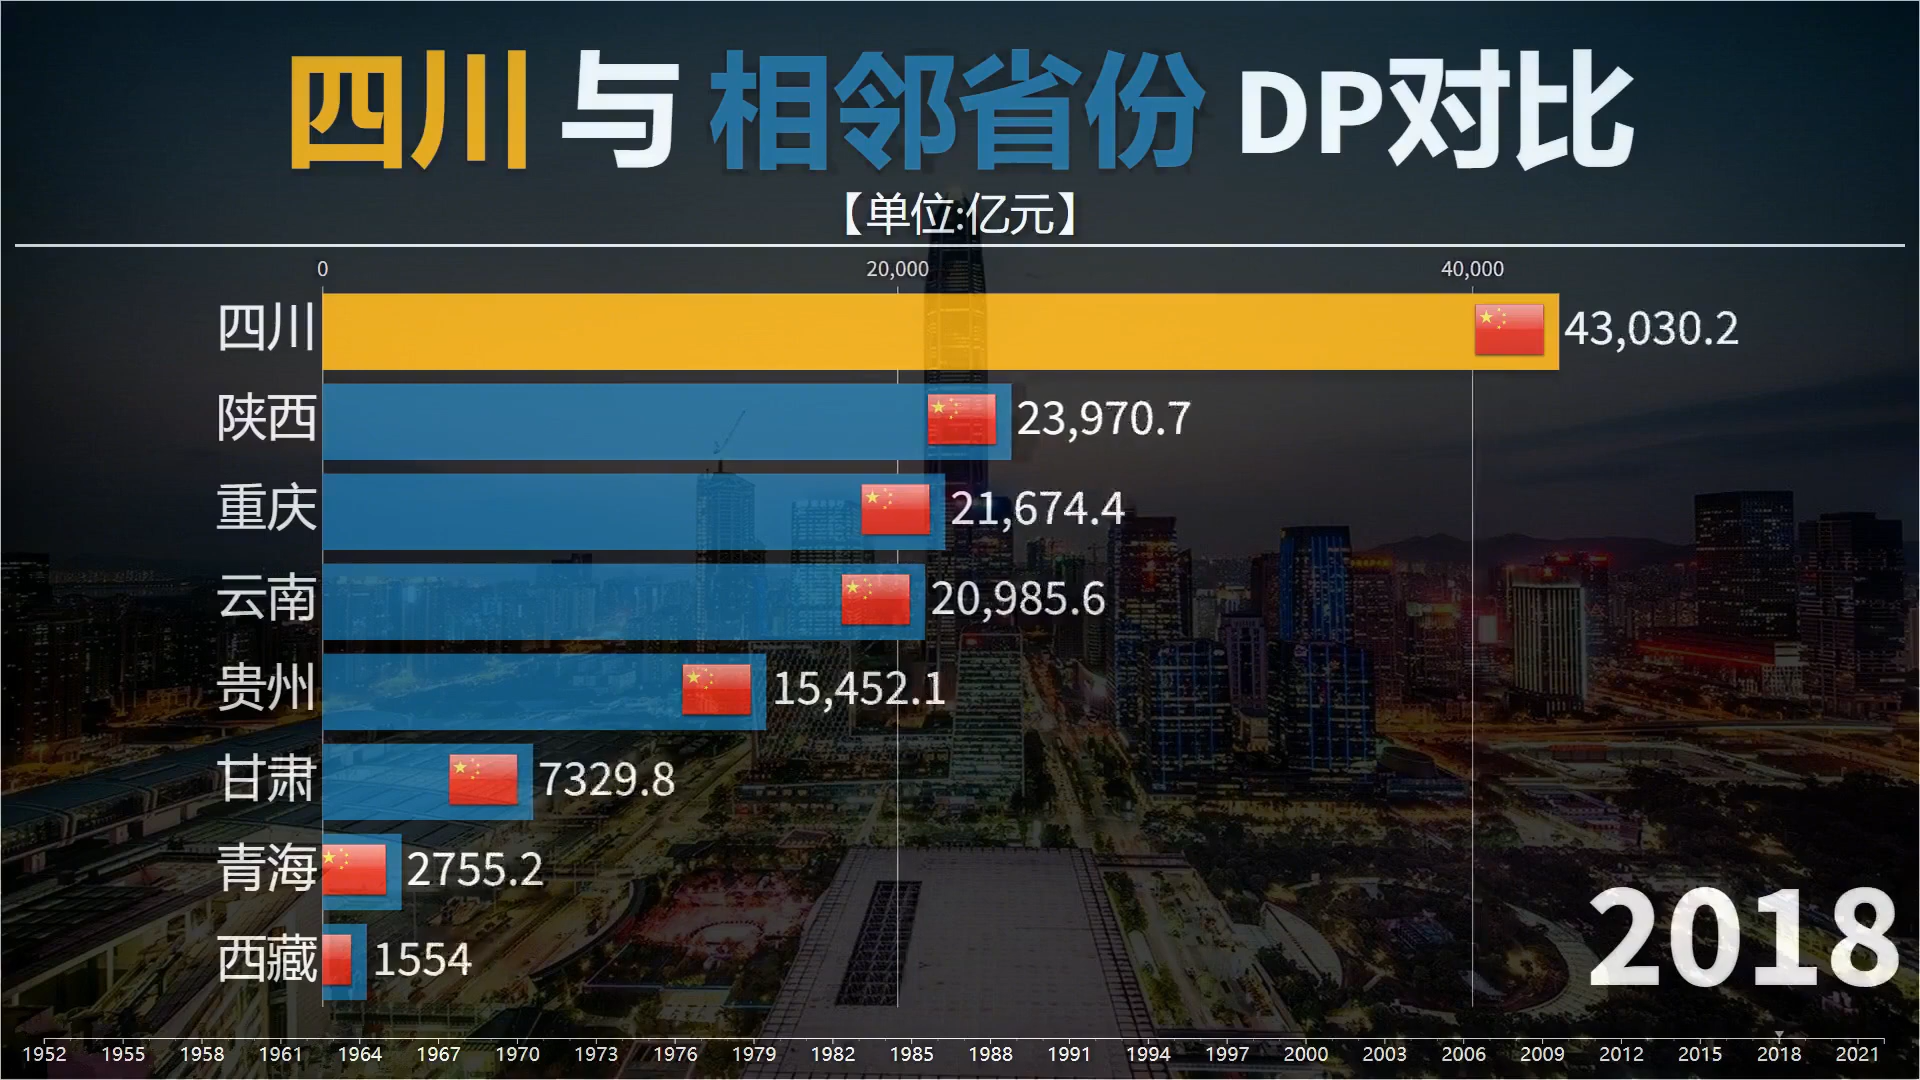 四川 与 相邻省份 DP对比
【单位:亿元】
0 20,000 40,000
四川 43,030.2
陕西 23,970.7
重庆 21,674.4
云南 20,985.6
贵州 15,452.1
甘肃 7329.8
青海 2755.2
西藏 1554
2018
1952 1955 1958 1961 1964 1967 1970 1973 1976 1979 1982 1985 1988 1991 1994 1997 2000 2003 2006 2009 2012 2015 2018 2021